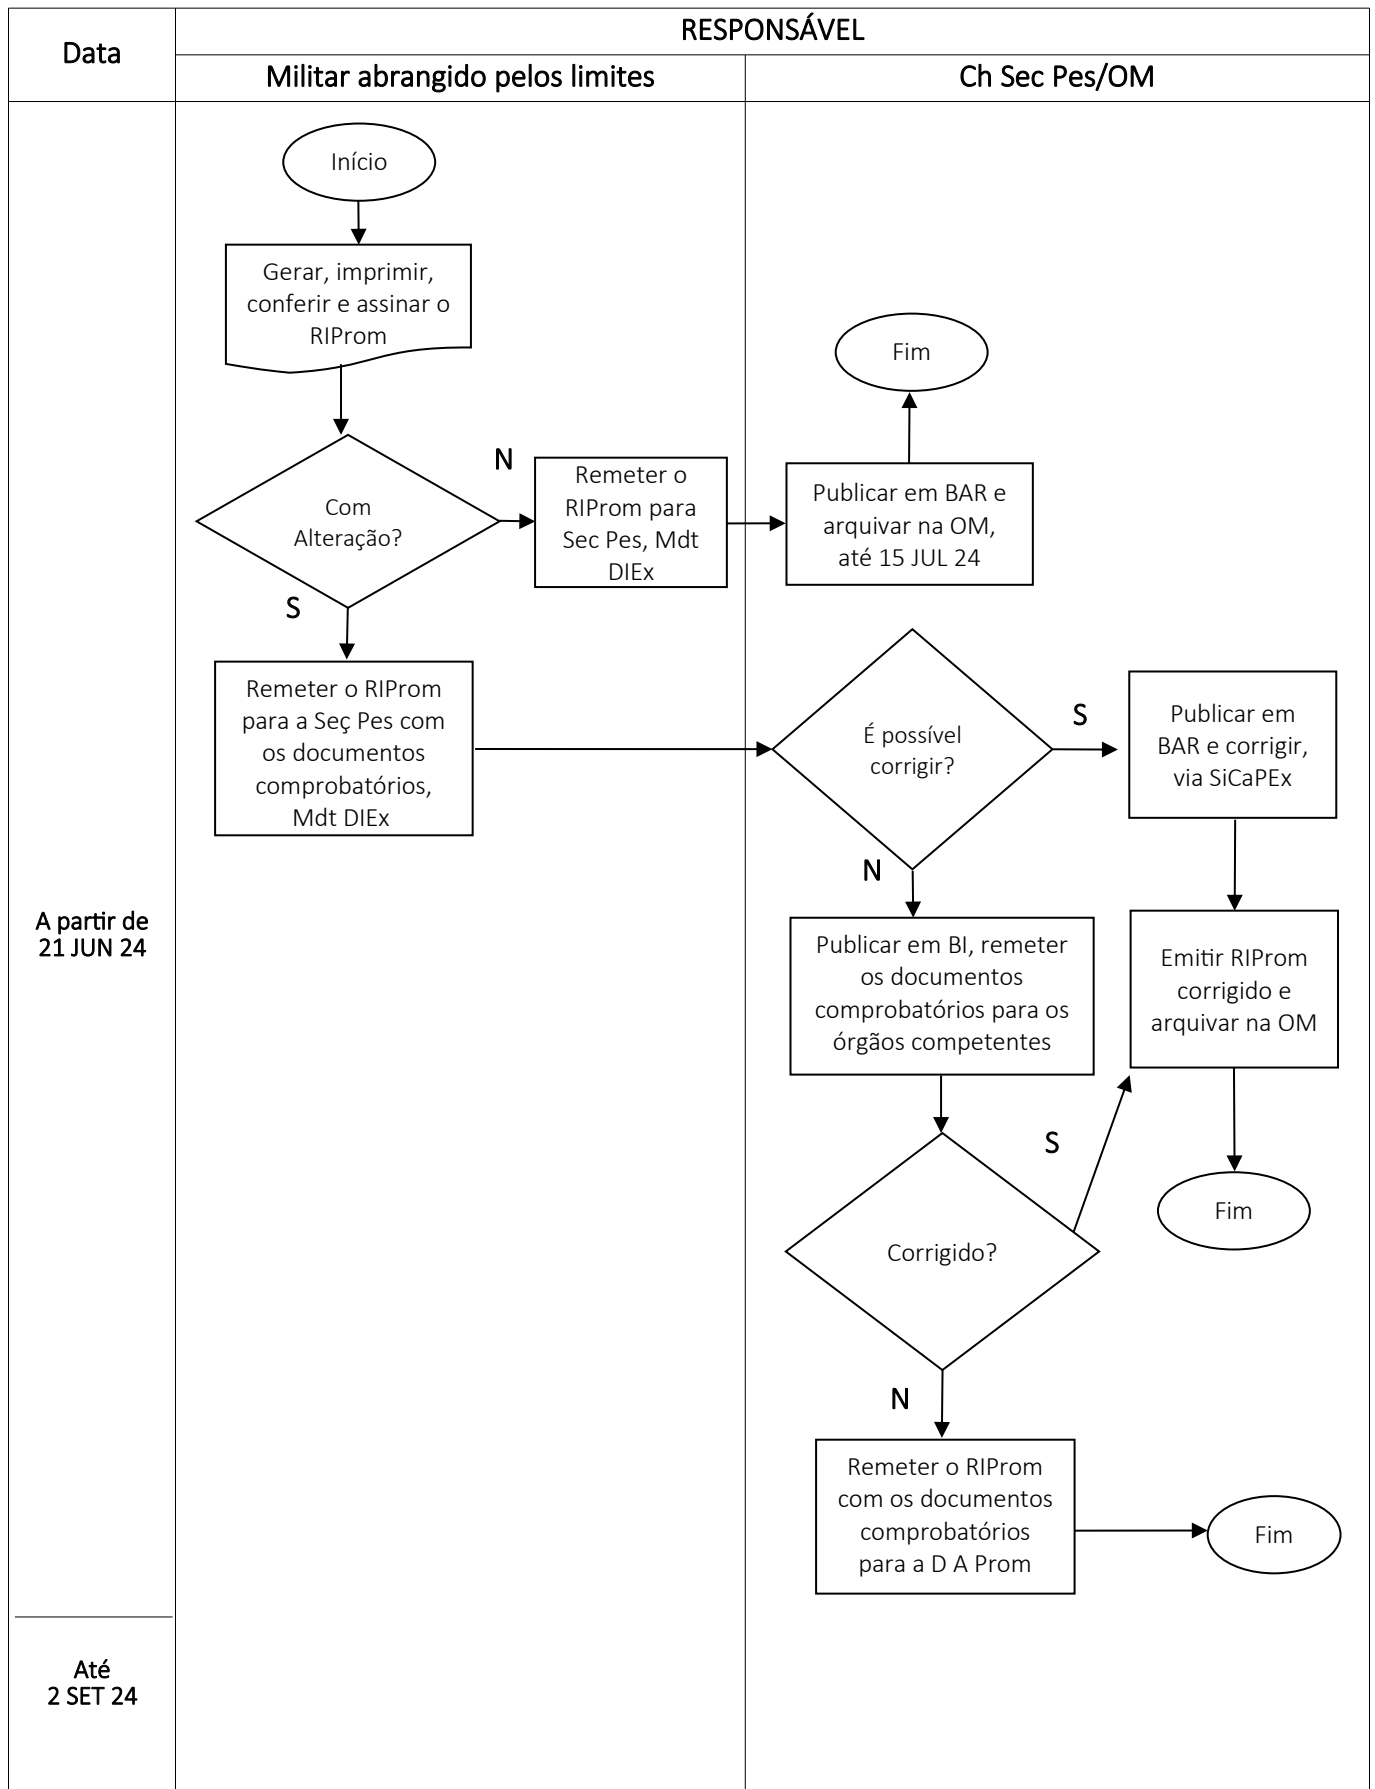 RESPONSÁVEL
Data
Militar abrangido pelos limites
Ch Sec Pes/OM
Início
Gerar, imprimir,
conferir e assinar o
RIProm
Fim
N
Com
Alteração?
Remeter o
RIProm para
Sec Pes, Mdt
DIEx
Publicar em BAR e
arquivar na OM,
até 15 JUL 24
S
Remeter o RIProm
para a Seç Pes com
os documentos
comprobatórios,
Mdt DIEx
É possível
corrigir?
S
Publicar em
BAR e corrigir,
via SiCaPEx
N
A partir de
21 JUN 24
Publicar em BI, remeter
os documentos
comprobatórios para os
órgãos competentes
Emitir RIProm
corrigido e
arquivar na OM
S
Fim
Corrigido?
N
Remeter o RIProm
com os documentos
comprobatórios
para a D A Prom
Fim
Até
2 SET 24